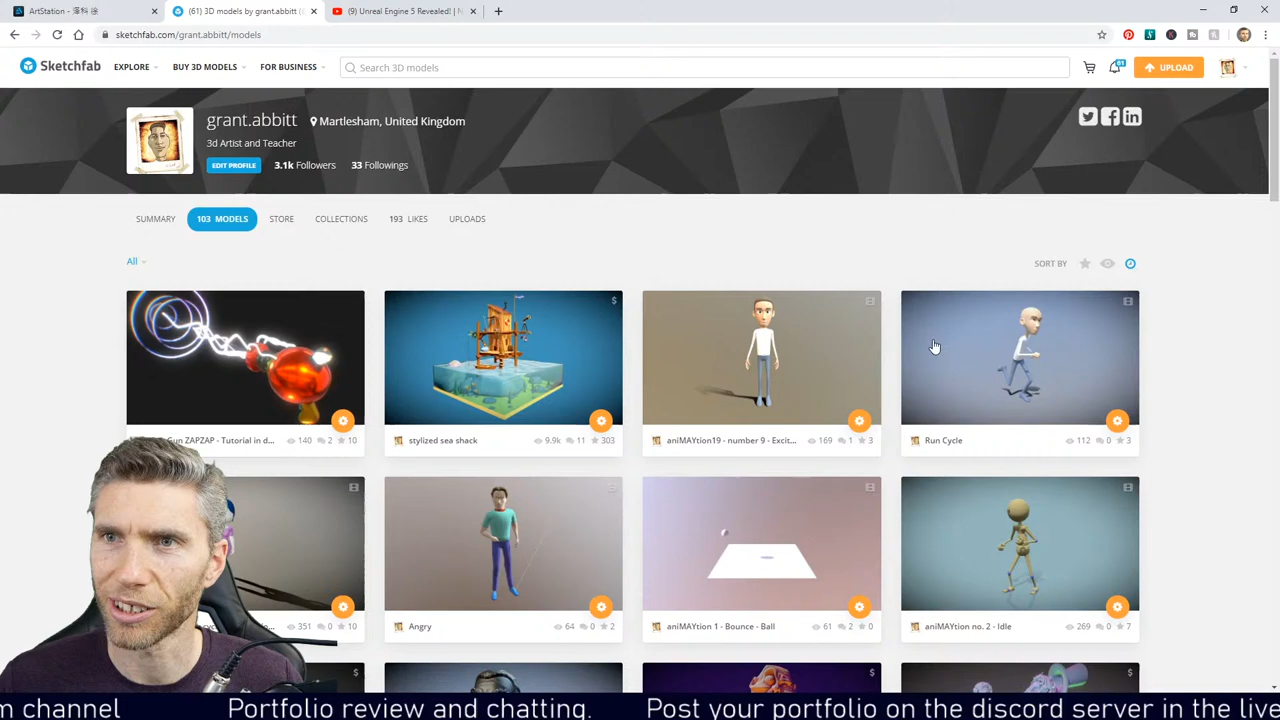 ArtStation - 澤科 徐
(61) 3D models by grant.abbitt (
(9) Unreal Engine 5 Revealed! | N
sketchfab.com/grant.abbitt/models
Sketchfab EXPLORE BUY 3D MODELS FOR BUSINESS Search 3D models 61 UPLOAD
grant.abbitt Martlesham, United Kingdom
3d Artist and Teacher
EDIT PROFILE 3.1k Followers 33 Followings
SUMMARY 103 MODELS STORE COLLECTIONS 193 LIKES UPLOADS
All SORT BY
$
Gun ZAPZAP - Tutorial in d... 140 2 10
stylized sea shack 9.9k 11 303
aniMAYtion19 - number 9 - Excit... 169 1 3
Run Cycle 112 0 3
351 0 10
Angry 64 0 2
aniMAYtion 1 - Bounce - Ball 61 2 0
aniMAYtion no. 2 - Idle 269 0 7
$ $ $
m channel Portfolio review and chatting. Post your portfolio on the discord server in the live